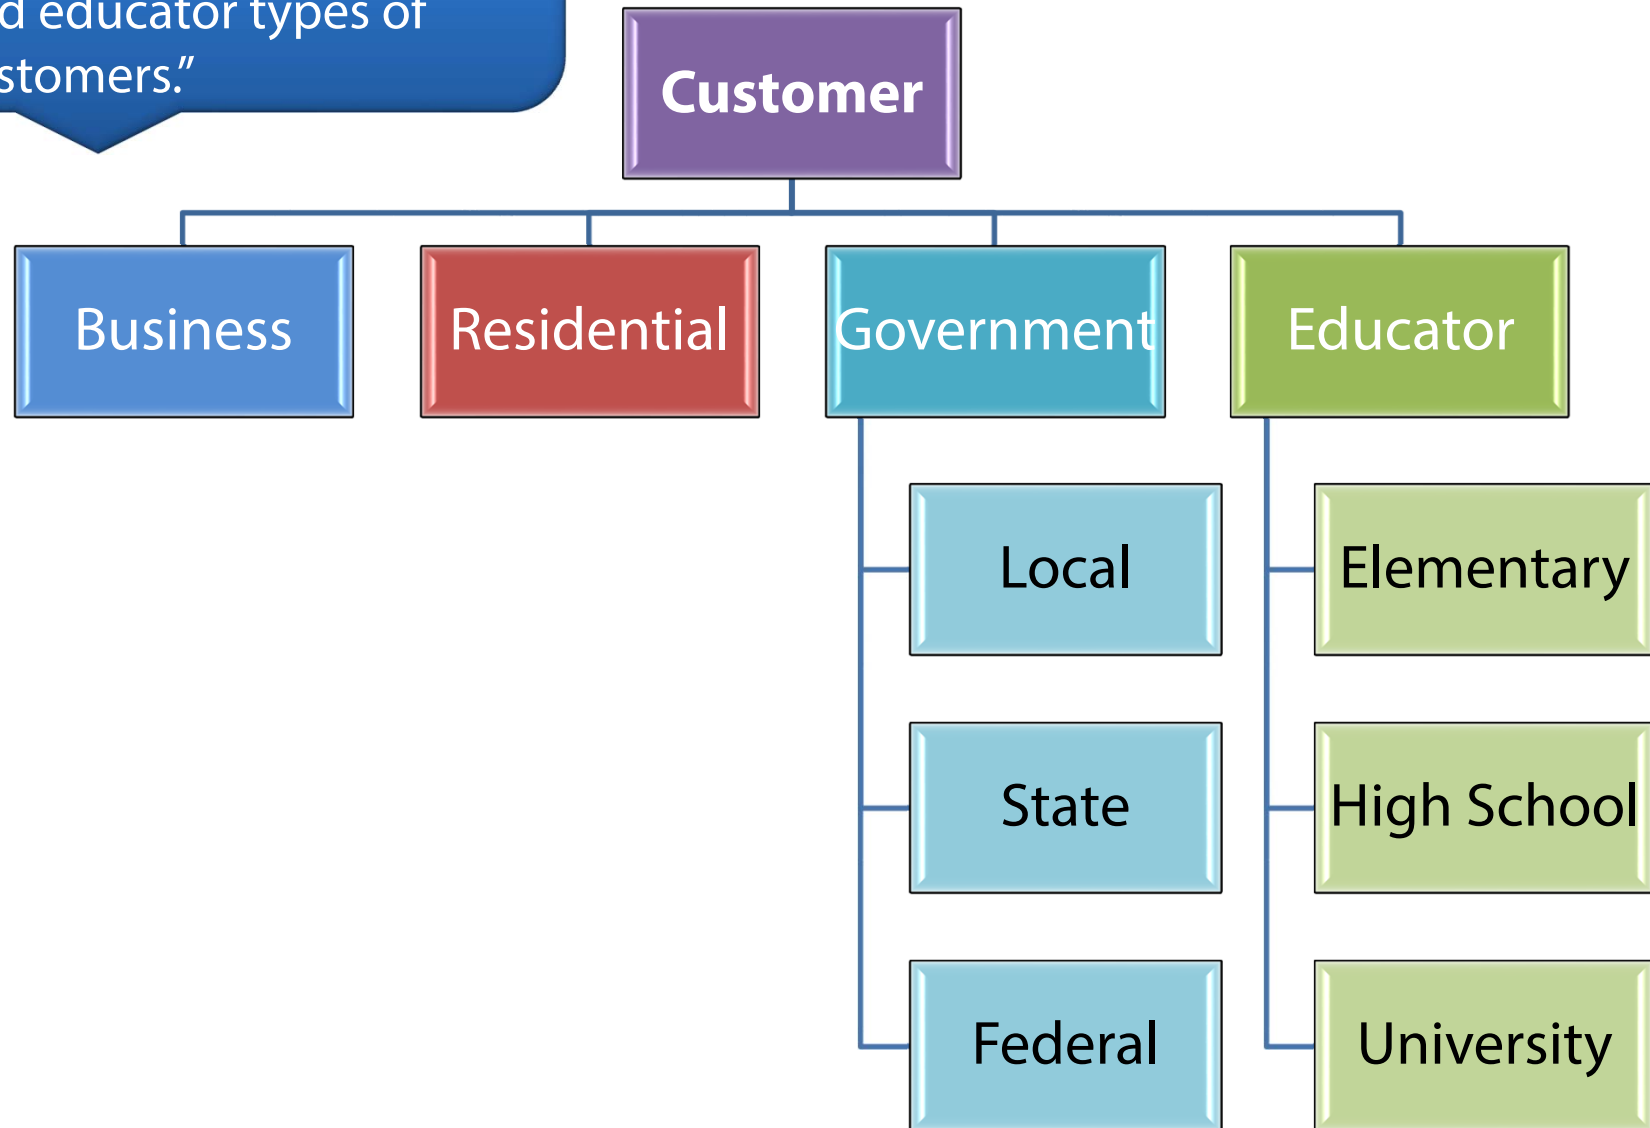 d educator types of
stomers.”
Customer
Business
Residential
Government
Educator
Local
State
Federal
Elementary
High School
University